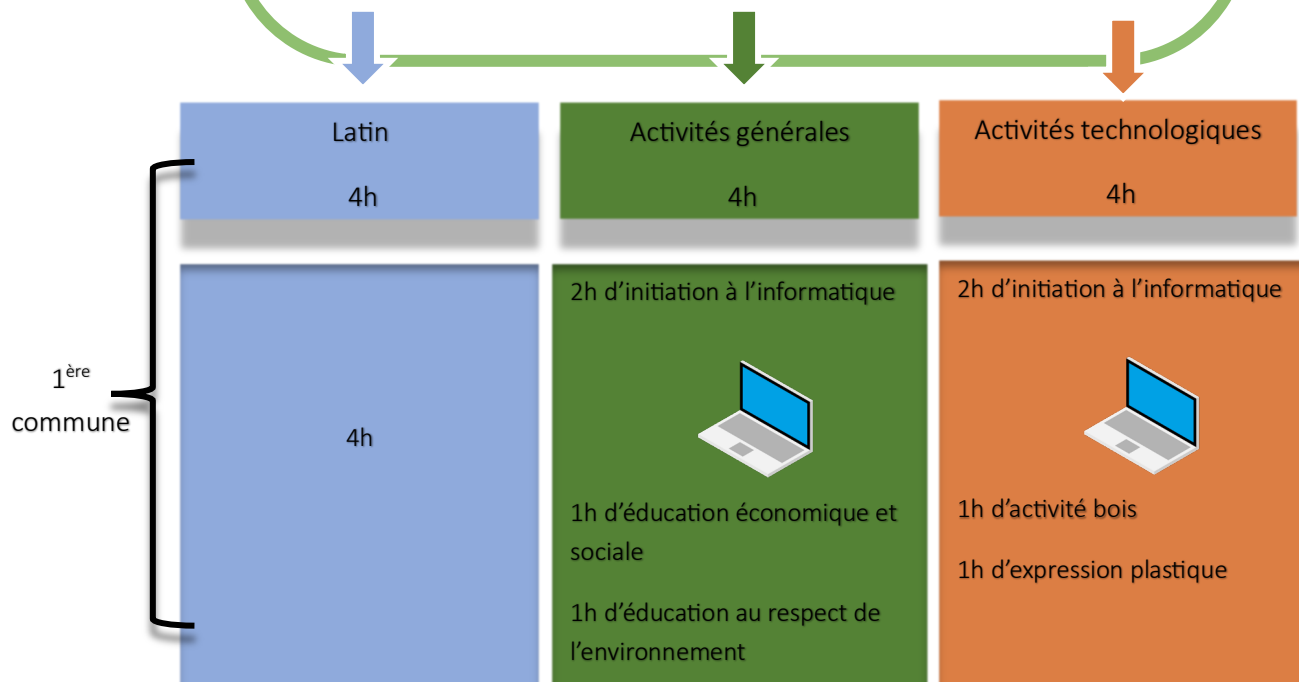 Latin
4h
Activités générales
4h
Activités technologiques
4h
1ère
commune
4h
2h d'initiation à l'informatique
1h d'éducation économique et
sociale
1h d'éducation au respect de
l'environnement
2h d'initiation à l'informatique
1h d'activité bois
1h d'expression plastique